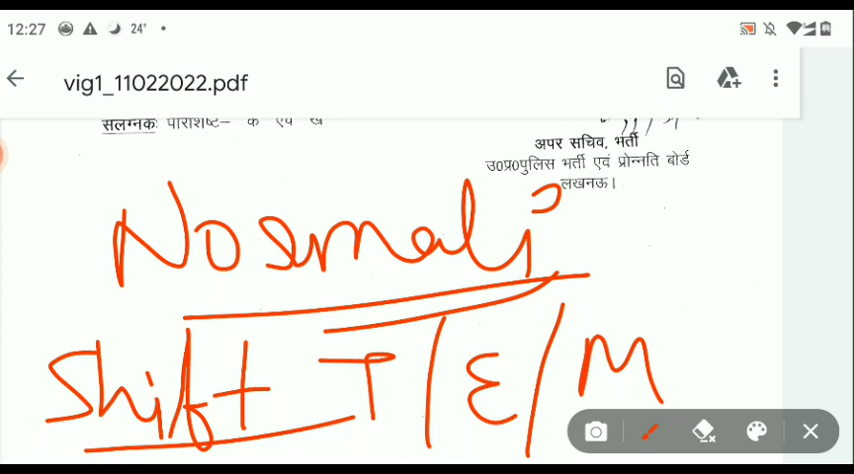 12:27 24°
vig1_11022022.pdf
संलग्नकः परिशिष्ट– क एवं ख
अपर सचिव, भर्ती
उ0प्र0पुलिस भर्ती एवं प्रोन्नति बोर्ड
लखनऊ।
Normali
Shift T/E/M